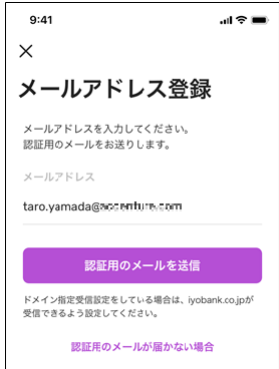 9:41
メールアドレス登録
メールアドレスを入力してください。
認証用のメールをお送りします。
メールアドレス
taro.yamada@
認証用のメールを送信
ドメイン指定受信設定をしている場合は、iyobank.co.jpが
受信できるよう設定してください。
認証用のメールが届かない場合